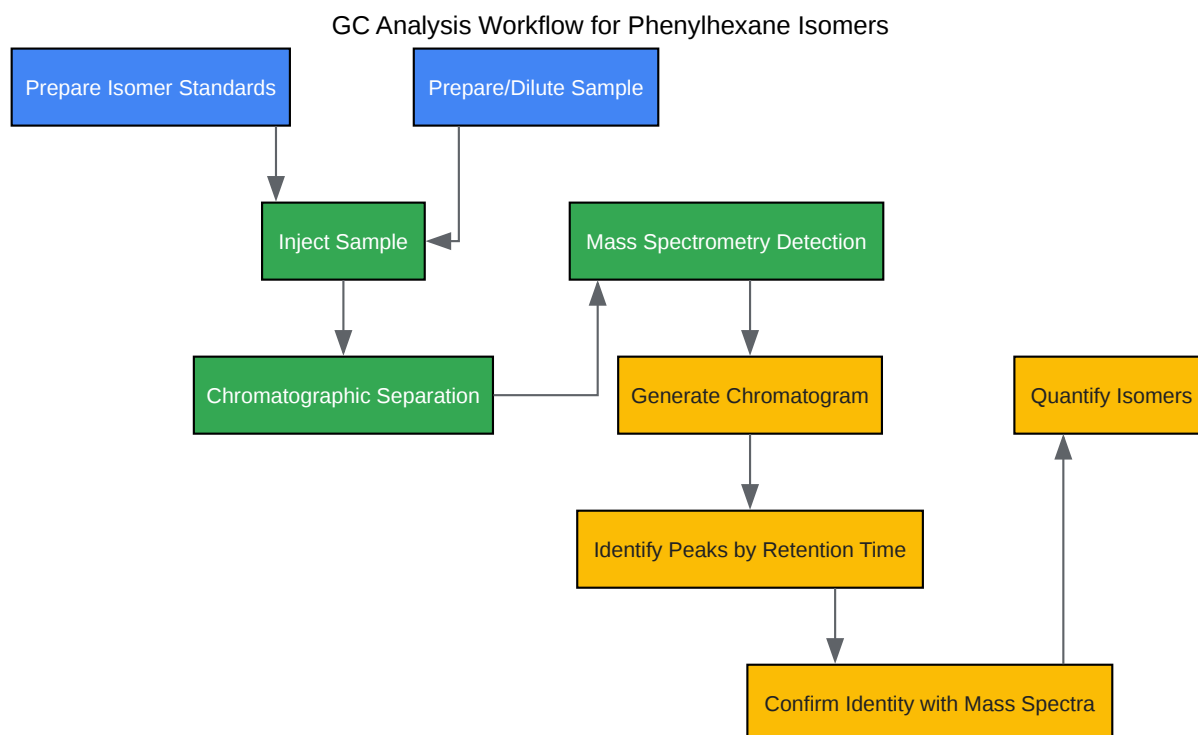 GC Analysis Workflow for Phenylhexane Isomers
Prepare Isomer Standards
Prepare/Dilute Sample
Inject Sample
Mass Spectrometry Detection
Chromatographic Separation
Generate Chromatogram
Quantify Isomers
Identify Peaks by Retention Time
Confirm Identity with Mass Spectra